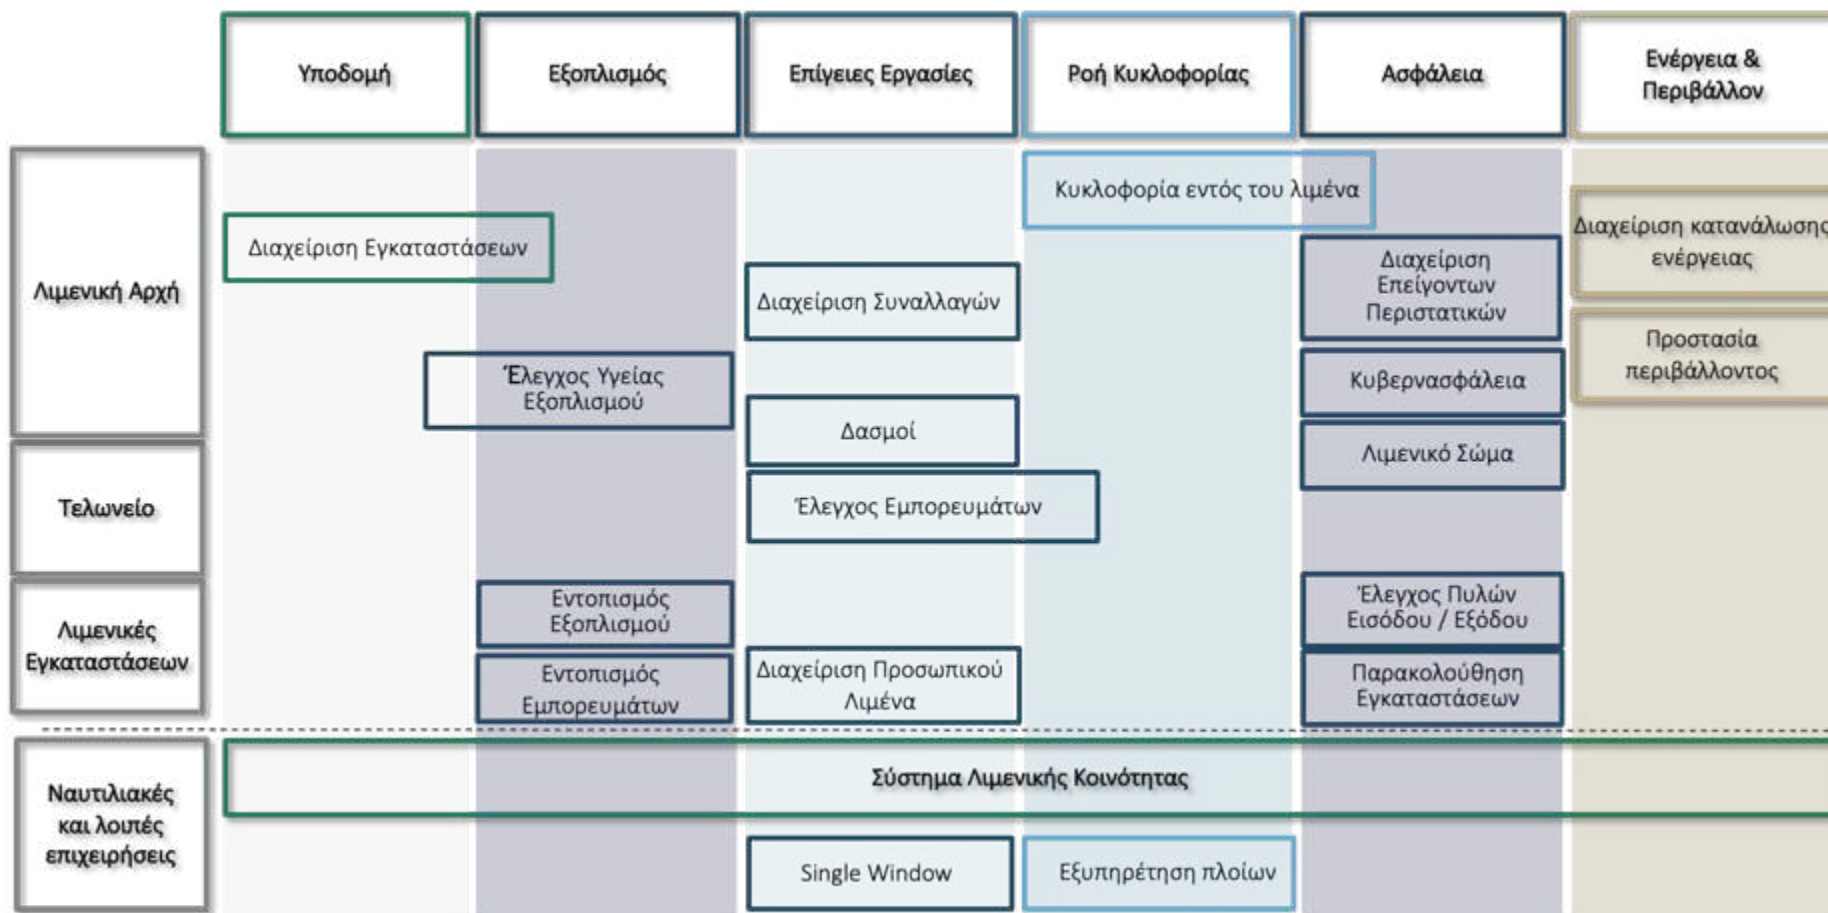 Υποδομή
Εξοπλισμός
Επίγειες Εργασίες
Ροή Κυκλοφορίας
Ασφάλεια
Ενέργεια &
Περιβάλλον
Λιμενική Αρχή
Διαχείριση Εγκαταστάσεων
Έλεγχος Υγείας
Εξοπλισμού
Διαχείριση Συναλλαγών
Δασμοί
Κυκλοφορία εντός του λιμένα
Διαχείριση
Επείγοντων
Περιστατικών
Κυβερνασφάλεια
Λιμενικό Σώμα
Διαχείριση κατανάλωσης
ενέργειας
Προστασία
περιβάλλοντος
Τελωνείο
Έλεγχος Εμπορευμάτων
Λιμενικές
Εγκαταστάσεων
Εντοπισμός
Εξοπλισμού
Εντοπισμός
Εμπορευμάτων
Διαχείριση Προσωπικού
Λιμένα
Έλεγχος Πυλών
Εισόδου / Εξόδου
Παρακολούθηση
Εγκαταστάσεων
Ναυτιλιακές
και λοιπές
επιχειρήσεις
Σύστημα Λιμενικής Κοινότητας
Single Window
Εξυπηρέτηση πλοίων